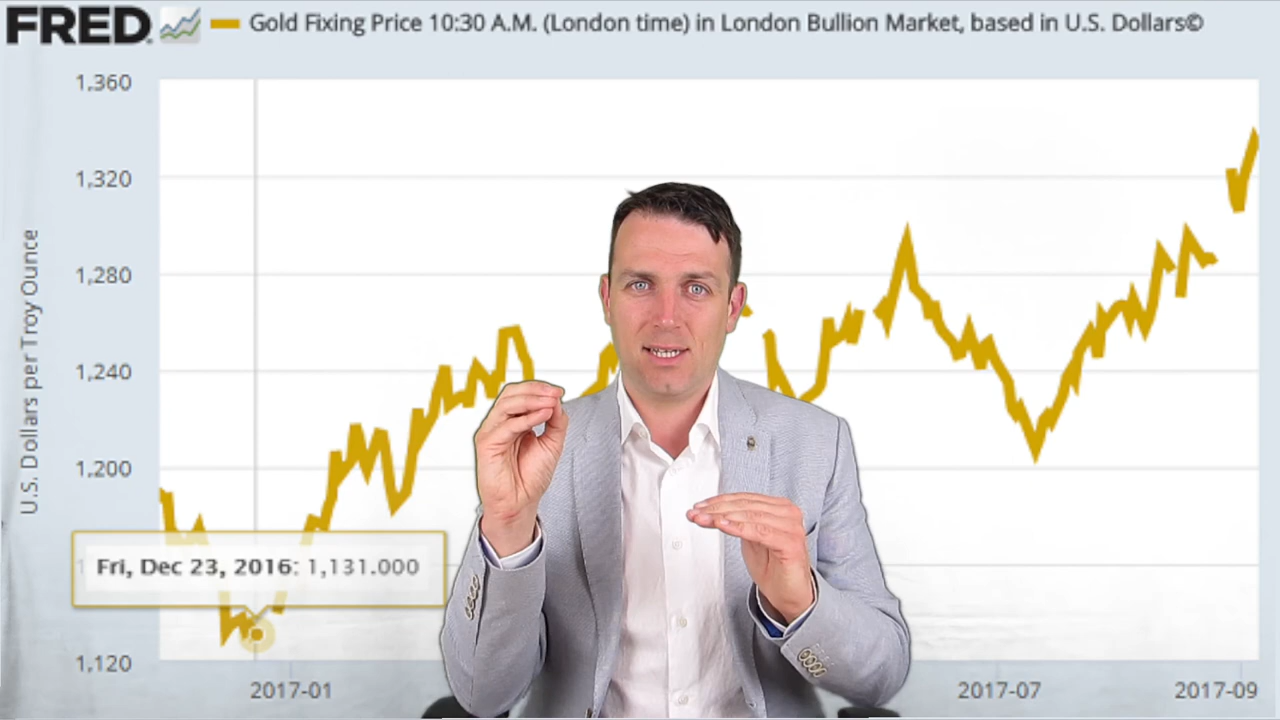 FRED
Gold Fixing Price 10:30 A.M. (London time) in London Bullion Market, based in U.S. Dollars©
U.S. Dollars per Troy Ounce
1,360
1,320
1,280
1,240
1,200
Fri, Dec 23, 2016: 1,131.000
1,120
2017-01
2017-07
2017-09